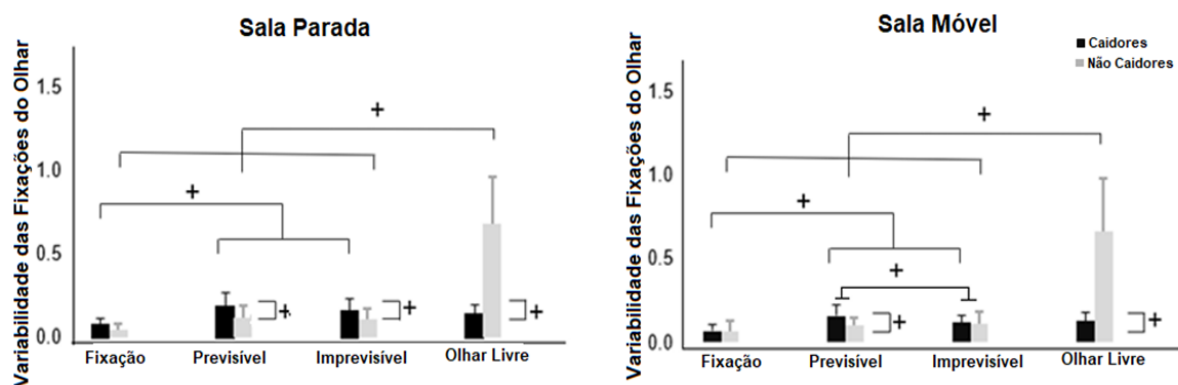 Sala Parada
Variabilidade das Fixações do Olhar
1.5
1.0
0.5
0.0
+
+
+
+
+
Fixação
Previsível
Imprevisível
Olhar Livre
Sala Móvel
Caidores
Não Caidores
Variabilidade das Fixações do Olhar
1.5
1.0
0.5
0.0
+
+
+
+
+
Fixação
Previsível
Imprevisível
Olhar Livre